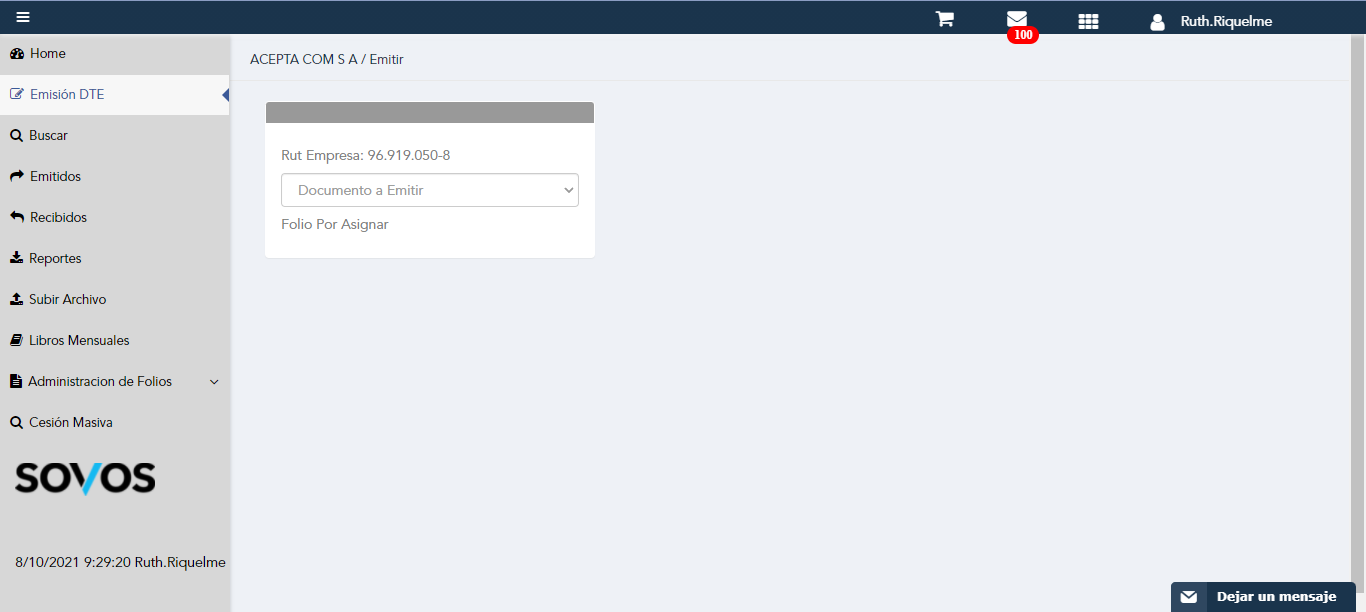 100
Ruth.Riquelme
Home
Emisión DTE
Buscar
Emitidos
Recibidos
Reportes
Subir Archivo
Libros Mensuales
Administracion de Folios
Cesión Masiva
SOVOS
8/10/2021 9:29:20 Ruth.Riquelme
ACEPTA COM S A / Emitir
Rut Empresa: 96.919.050-8
Documento a Emitir
Folio Por Asignar
Dejar un mensaje